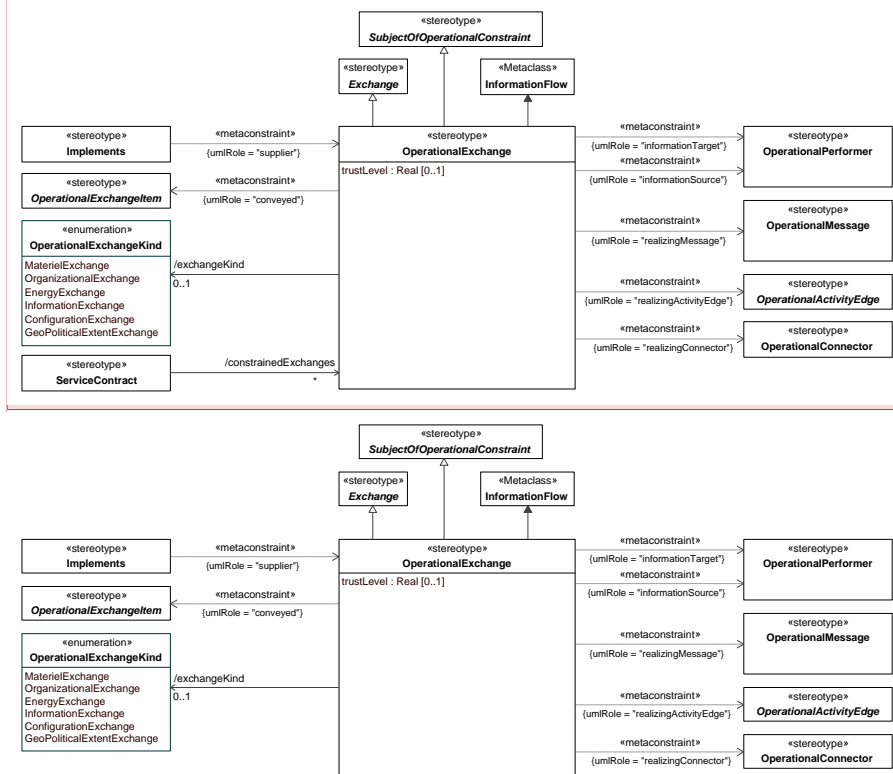 «stereotype»
SubjectOfOperationalConstraint
«stereotype»
Exchange
«Metaclass»
InformationFlow
«stereotype»
Implements
«metaconstraint»
{umlRole = "supplier"}
«stereotype»
OperationalExchange
trustLevel : Real [0..1]
«metaconstraint»
{umlRole = "informationTarget"}
«metaconstraint»
{umlRole = "informationSource"}
«stereotype»
OperationalPerformer
«stereotype»
OperationalExchangeItem
«metaconstraint»
{umlRole = "conveyed"}
«metaconstraint»
{umlRole = "realizingMessage"}
«stereotype»
OperationalMessage
«enumeration»
OperationalExchangeKind
MaterielExchange
OrganizationalExchange
EnergyExchange
InformationExchange
ConfigurationExchange
GeoPoliticalExtentExchange
/exchangeKind
0..1
«metaconstraint»
{umlRole = "realizingActivityEdge"}
«stereotype»
OperationalActivityEdge
«metaconstraint»
{umlRole = "realizingConnector"}
«stereotype»
OperationalConnector
«stereotype»
ServiceContract
/constrainedExchanges
*
«stereotype»
SubjectOfOperationalConstraint
«stereotype»
Exchange
«Metaclass»
InformationFlow
«stereotype»
Implements
«metaconstraint»
{umlRole = "supplier"}
«stereotype»
OperationalExchange
trustLevel : Real [0..1]
«metaconstraint»
{umlRole = "informationTarget"}
«metaconstraint»
{umlRole = "informationSource"}
«stereotype»
OperationalPerformer
«stereotype»
OperationalExchangeItem
«metaconstraint»
{umlRole = "conveyed"}
«metaconstraint»
{umlRole = "realizingMessage"}
«stereotype»
OperationalMessage
«enumeration»
OperationalExchangeKind
MaterielExchange
OrganizationalExchange
EnergyExchange
InformationExchange
ConfigurationExchange
GeoPoliticalExtentExchange
/exchangeKind
0..1
«metaconstraint»
{umlRole = "realizingActivityEdge"}
«stereotype»
OperationalActivityEdge
«metaconstraint»
{umlRole = "realizingConnector"}
«stereotype»
OperationalConnector